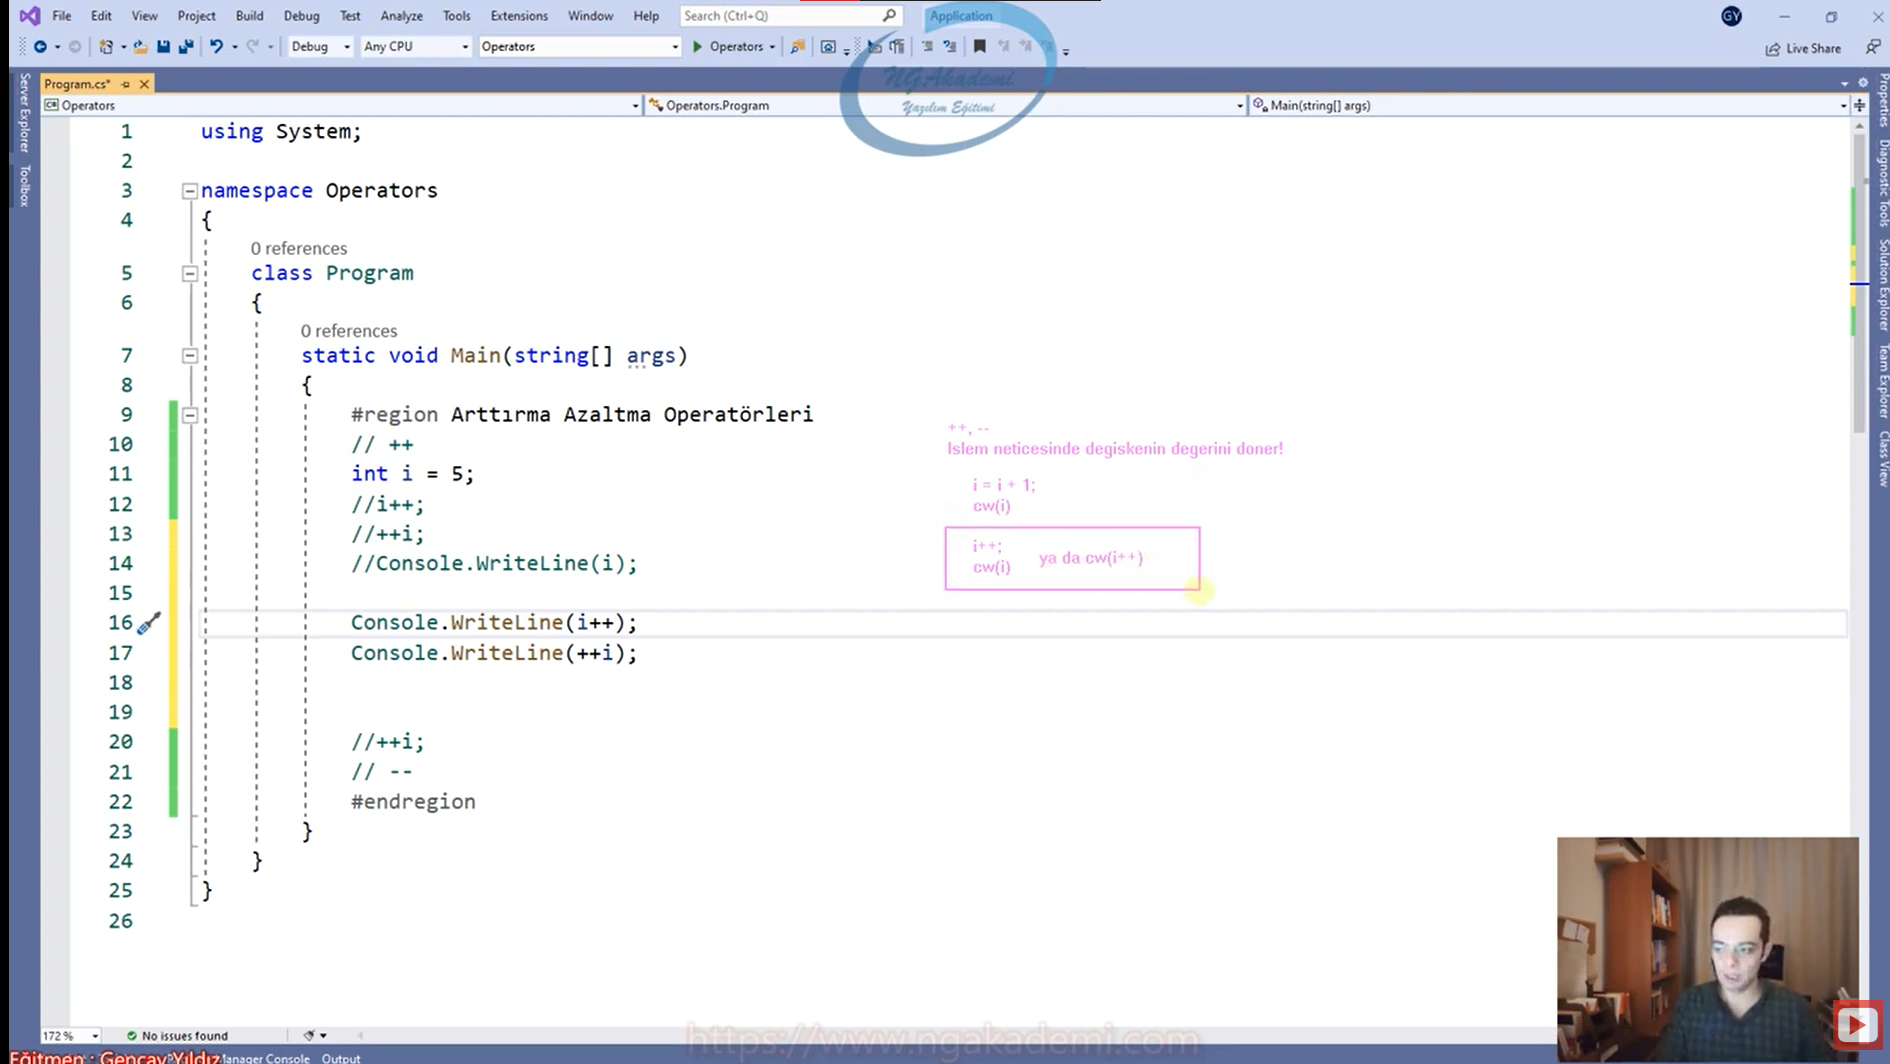 File Edit View Project Build Debug Test Analyze Tools Extensions Window Help Search (Ctrl+Q) Application GY
Debug Any CPU Operators Operators Live Share
NGAkademi
Yazılım Eğitimi
Program.cs*
Operators Operators.Program Main(string[] args)
Server Explorer
Toolbox
Properties
Diagnostic Tools
Solution Explorer
Team Explorer
Class View
1 using System;
2
3 namespace Operators
4 {
0 references
5 class Program
6 {
0 references
7 static void Main(string[] args)
8 {
9 #region Arttırma Azaltma Operatörleri
10 // ++
11 int i = 5;
12 //i++;
13 //++i;
14 //Console.WriteLine(i);
15
16 Console.WriteLine(i++);
17 Console.WriteLine(++i);
18
19
20 //++i;
21 // --
22 #endregion
23 }
24 }
25 }
26
++, --
Islem neticesinde degiskenin degerini doner!
i = i + 1;
cw(i)
i++;
cw(i) ya da cw(i++)
172 % No issues found
https://www.ngakademi.com
Eğitmen : Gençay Yıldız
Manager Console Output